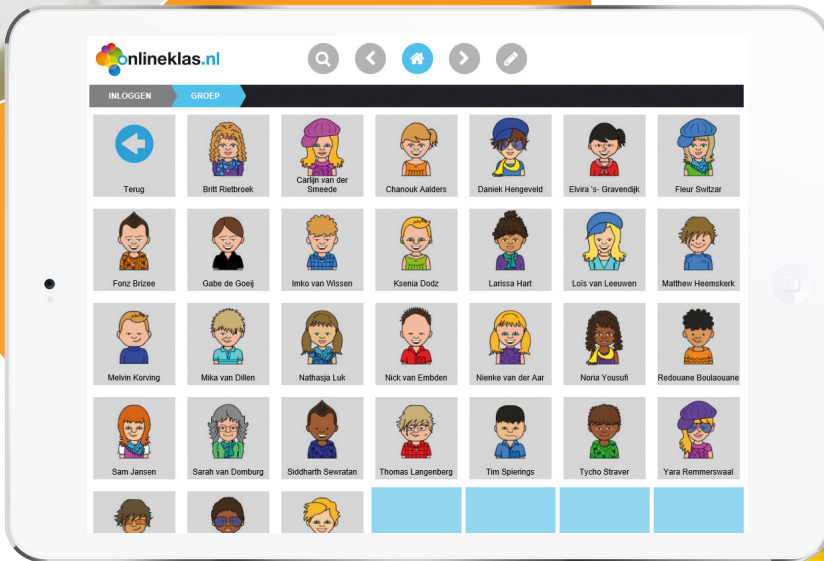 onlineklas.nl
INLOGGEN
GROEP
Terug
Britt Rietbroek
Carlijn van der
Smeede
Chanouk Aalders
Daniek Hengeveld
Elvira 's- Gravendijk
Fleur Switzar
Fonz Brizee
Gabe de Goeij
Imko van Wissen
Ksenia Dodz
Larissa Hart
Loïs van Leeuwen
Matthew Heemskerk
Melvin Korving
Mika van Dillen
Nathasja Luk
Nick van Embden
Nienke van der Aar
Noria Yousufi
Redouane Boulaouane
Sam Jansen
Sarah van Domburg
Siddharth Sewratan
Thomas Langenberg
Tim Spierings
Tycho Straver
Yara Remmerswaal